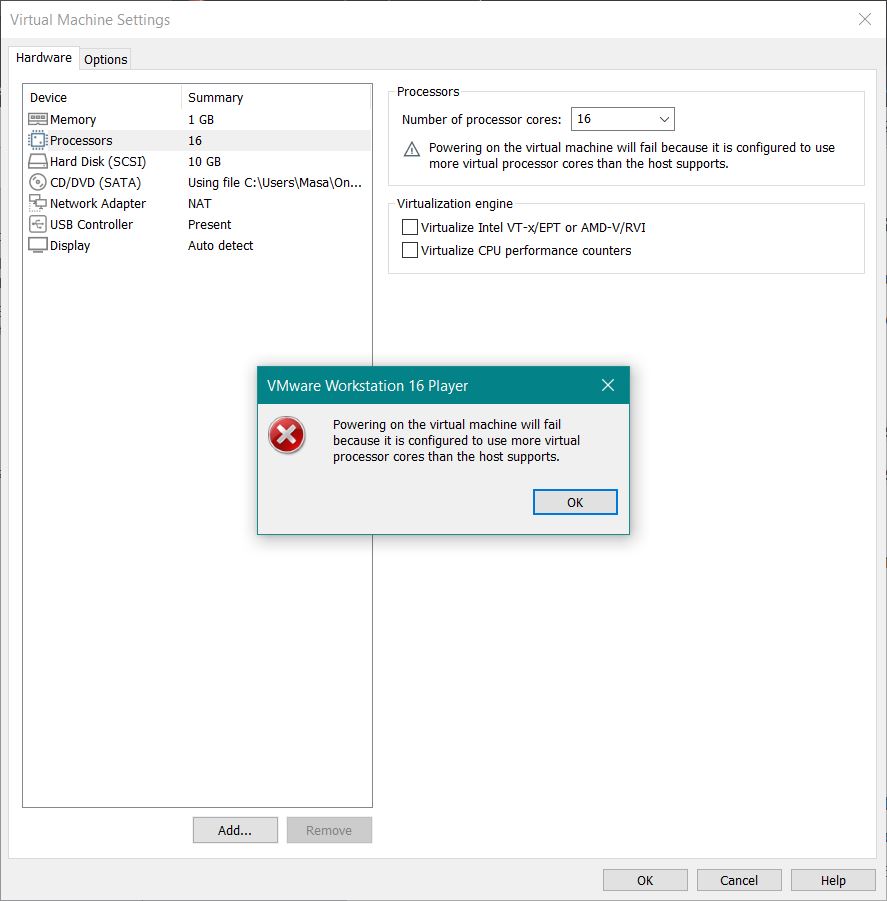 Virtual Machine Settings
Hardware
Options
Device Summary
Memory 1 GB
Processors 16
Hard Disk (SCSI) 10 GB
CD/DVD (SATA) Using file C:\Users\Masa\On...
Network Adapter NAT
USB Controller Present
Display Auto detect
Add...
Remove
Processors
Number of processor cores: 16
Powering on the virtual machine will fail because it is configured to use
more virtual processor cores than the host supports.
Virtualization engine
Virtualize Intel VT-x/EPT or AMD-V/RVI
Virtualize CPU performance counters
VMware Workstation 16 Player
Powering on the virtual machine will fail
because it is configured to use more virtual
processor cores than the host supports.
OK
OK
Cancel
Help